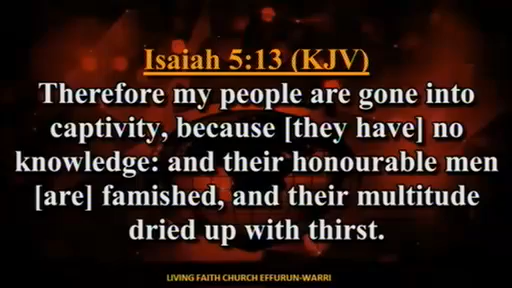 Isaiah 5:13 (KJV)
Therefore my people are gone into
captivity, because [they have] no
knowledge: and their honourable men
[are] famished, and their multitude
dried up with thirst.
LIVING FAITH CHURCH EFFURUN-WARRI